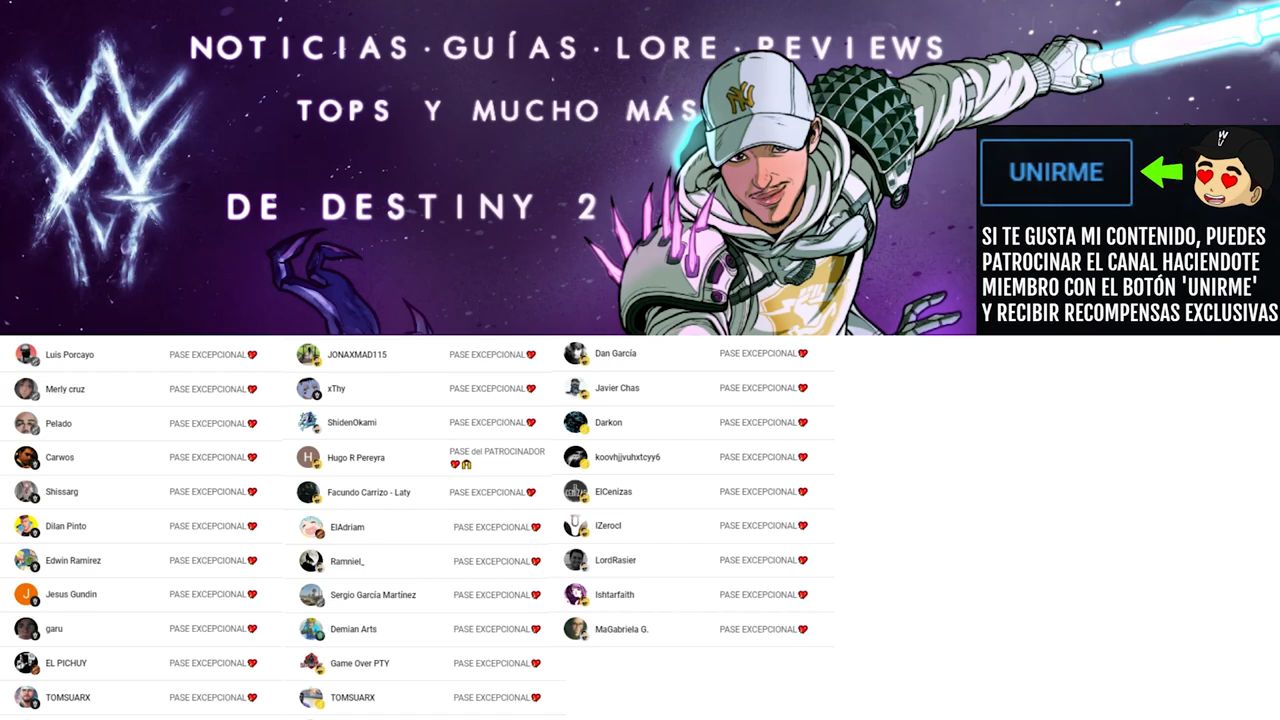 NOTICIAS · GUÍAS · LORE · REVIEWS
TOPS Y MUCHO MÁS
DE DESTINY 2
UNIRME
SI TE GUSTA MI CONTENIDO, PUEDES
PATROCINAR EL CANAL HACIENDOTE
MIEMBRO CON EL BOTÓN 'UNIRME'
Y RECIBIR RECOMPENSAS EXCLUSIVAS
Luis Porcayo PASE EXCEPCIONAL
Merly cruz PASE EXCEPCIONAL
Pelado PASE EXCEPCIONAL
Carwos PASE EXCEPCIONAL
Shissarg PASE EXCEPCIONAL
Dilan Pinto PASE EXCEPCIONAL
Edwin Ramirez PASE EXCEPCIONAL
J Jesus Gundin PASE EXCEPCIONAL
garu PASE EXCEPCIONAL
EL PICHUY PASE EXCEPCIONAL
TOMSUARX PASE EXCEPCIONAL
JONAXMAD115 PASE EXCEPCIONAL
xThy PASE EXCEPCIONAL
ShidenOkami PASE EXCEPCIONAL
H Hugo R Pereyra PASE del PATROCINADOR
Facundo Carrizo - Laty PASE EXCEPCIONAL
ElAdriam PASE EXCEPCIONAL
Ramniel_ PASE EXCEPCIONAL
Sergio García Martínez PASE EXCEPCIONAL
Demian Arts PASE EXCEPCIONAL
Game Over PTY PASE EXCEPCIONAL
TOMSUARX PASE EXCEPCIONAL
Dan García PASE EXCEPCIONAL
Javier Chas PASE EXCEPCIONAL
Darkon PASE EXCEPCIONAL
koovhjjvuhxtcyy6 PASE EXCEPCIONAL
ElCenizas PASE EXCEPCIONAL
IZerocI PASE EXCEPCIONAL
LordRasier PASE EXCEPCIONAL
Ishtarfaith PASE EXCEPCIONAL
MaGabriela G. PASE EXCEPCIONAL